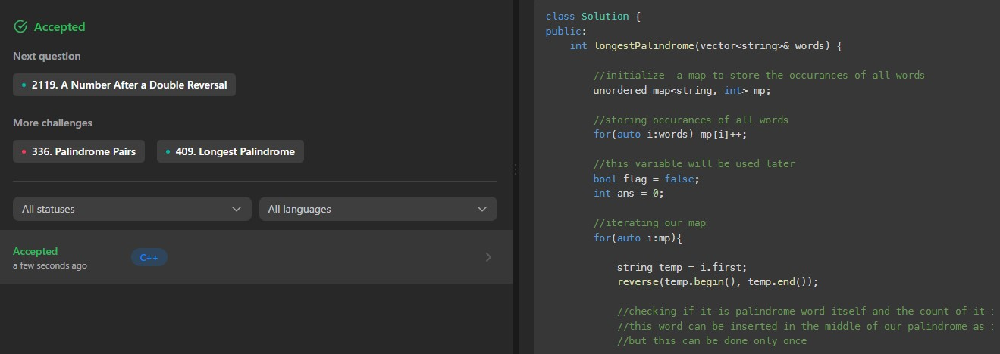 Accepted
Next question
2119. A Number After a Double Reversal
More challenges
336. Palindrome Pairs
409. Longest Palindrome
All statuses
All languages
Accepted
a few seconds ago
C++
class Solution {
public:
int longestPalindrome(vector<string>& words) {
//initialize  a map to store the occurances of all words
unordered_map<string, int> mp;
//storing occurances of all words
for(auto i:words) mp[i]++;
//this variable will be used later
bool flag = false;
int ans = 0;
//iterating our map
for(auto i:mp){
string temp = i.first;
reverse(temp.begin(), temp.end());
//checking if it is palindrome word itself and the count of it
//this word can be inserted in the middle of our palindrome as
//but this can be done only once